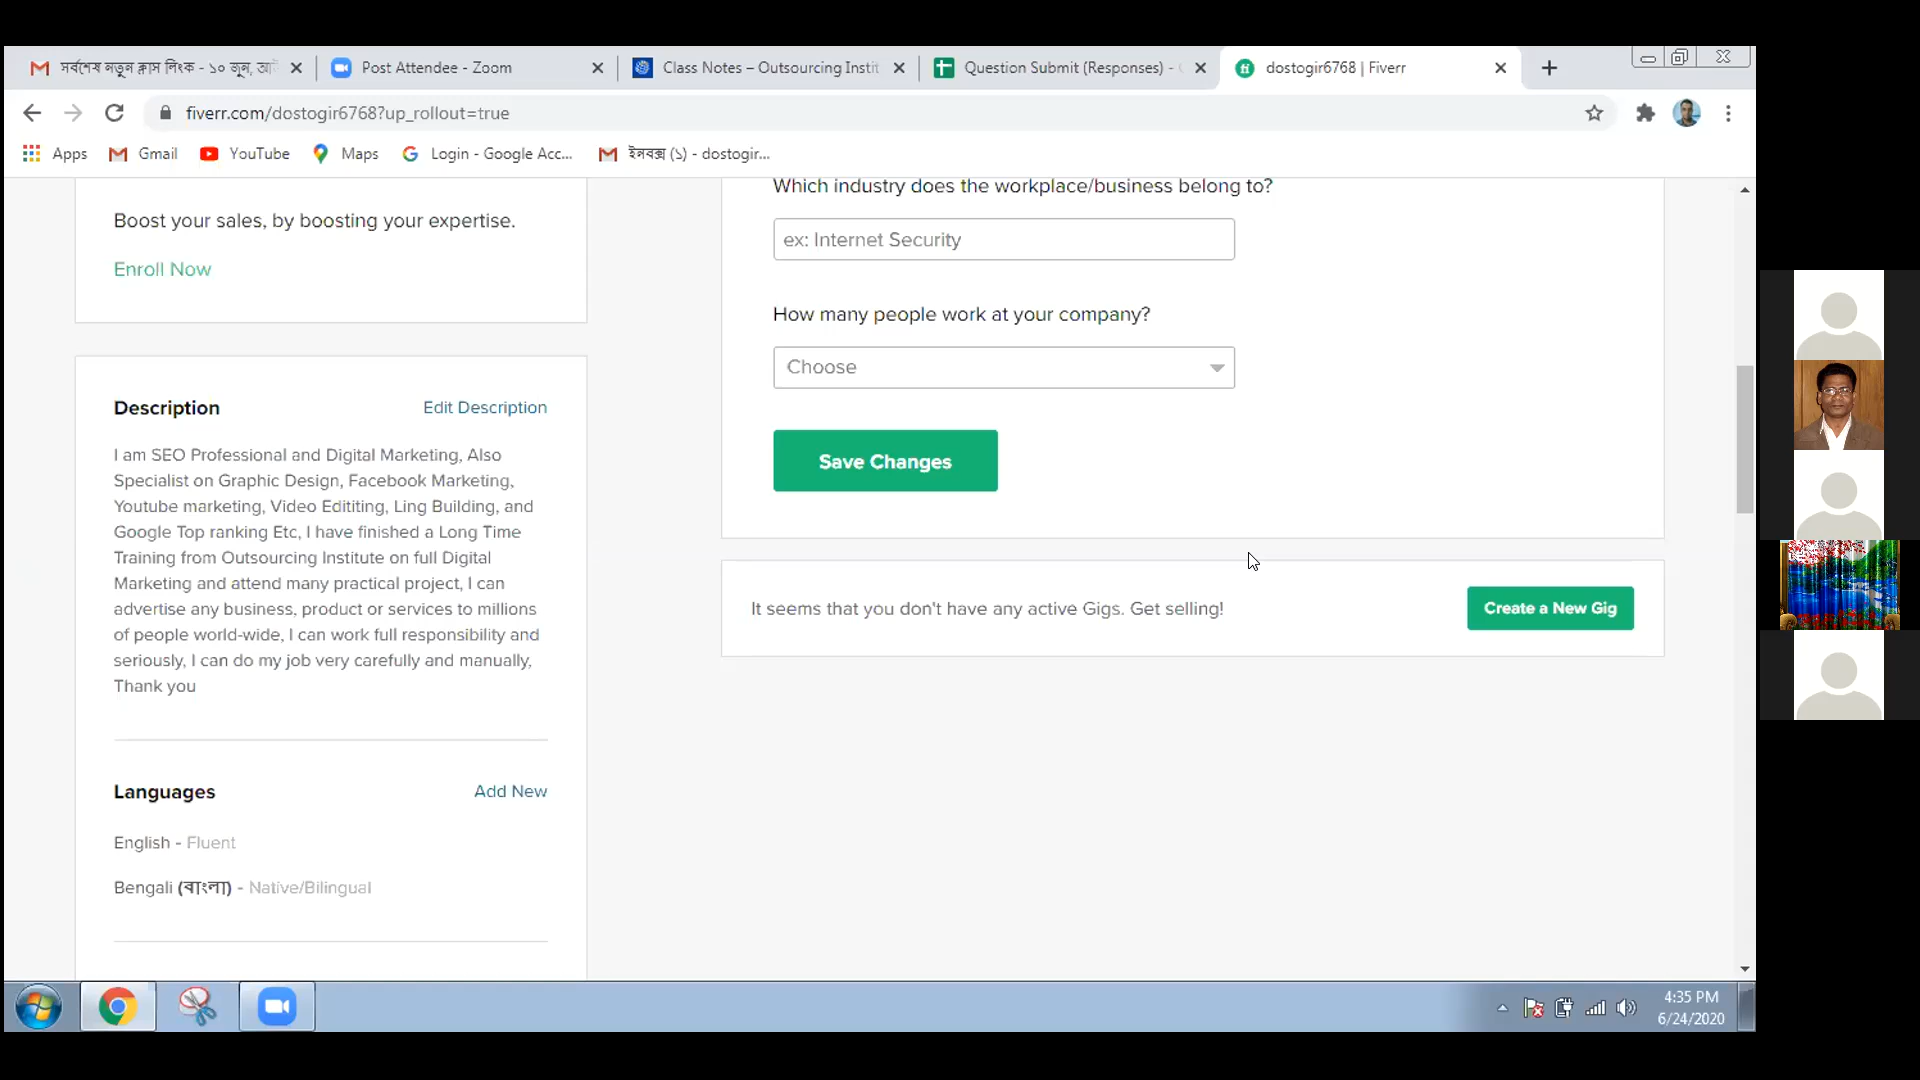 সর্বশেষ নতুন ক্লাস লিংক - ১০ জুন, আউ
Post Attendee - Zoom
Class Notes – Outsourcing Instit
Question Submit (Responses) -
dostogir6768 | Fiverr
fiverr.com/dostogir6768?up_rollout=true
Apps
Gmail
YouTube
Maps
Login - Google Acc...
ইনবক্স (১) - dostogir...
Boost your sales, by boosting your expertise.
Enroll Now
Description
Edit Description
I am SEO Professional and Digital Marketing, Also
Specialist on Graphic Design, Facebook Marketing,
Youtube marketing, Video Edititing, Ling Building, and
Google Top ranking Etc, I have finished a Long Time
Training from Outsourcing Institute on full Digital
Marketing and attend many practical project, I can
advertise any business, product or services to millions
of people world-wide, I can work full responsibility and
seriously, I can do my job very carefully and manually,
Thank you
Languages
Add New
English - Fluent
Bengali (বাংলা) - Native/Bilingual
Which industry does the workplace/business belong to?
ex: Internet Security
How many people work at your company?
Choose
Save Changes
It seems that you don't have any active Gigs. Get selling!
Create a New Gig
4:35 PM
6/24/2020